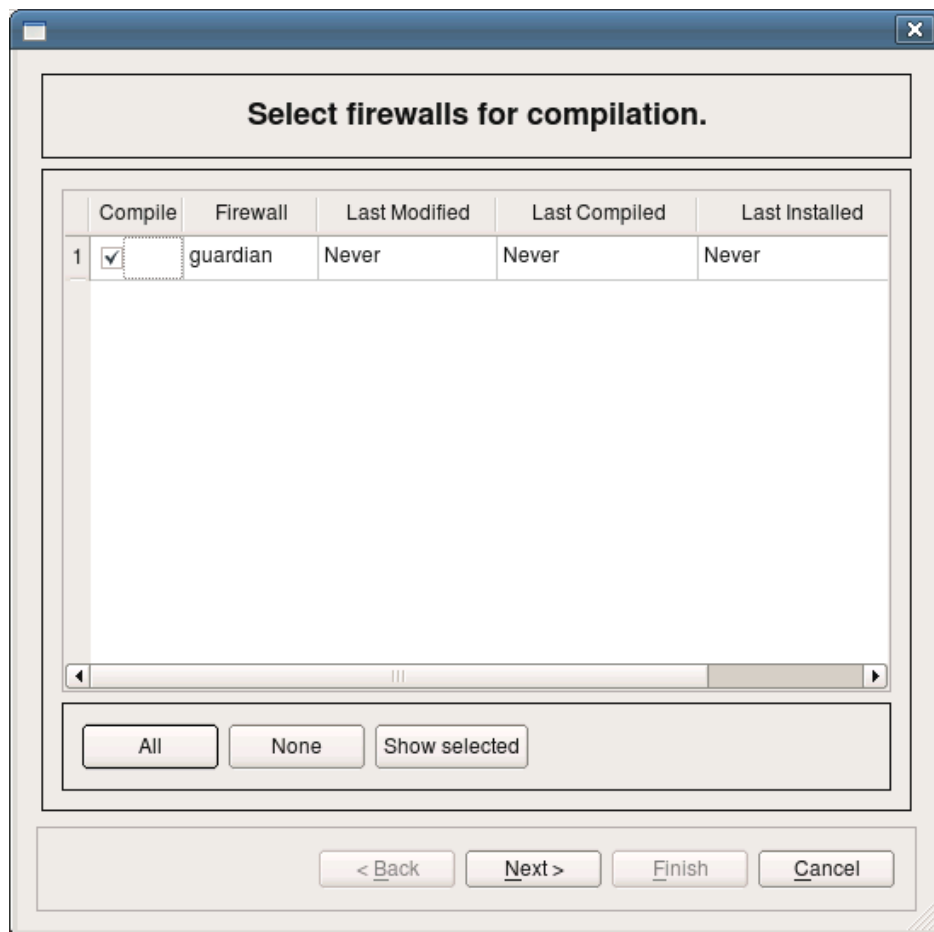 Select firewalls for compilation.
Compile Firewall Last Modified Last Compiled Last Installed
1 guardian Never Never Never
All None Show selected
< Back Next > Finish Cancel